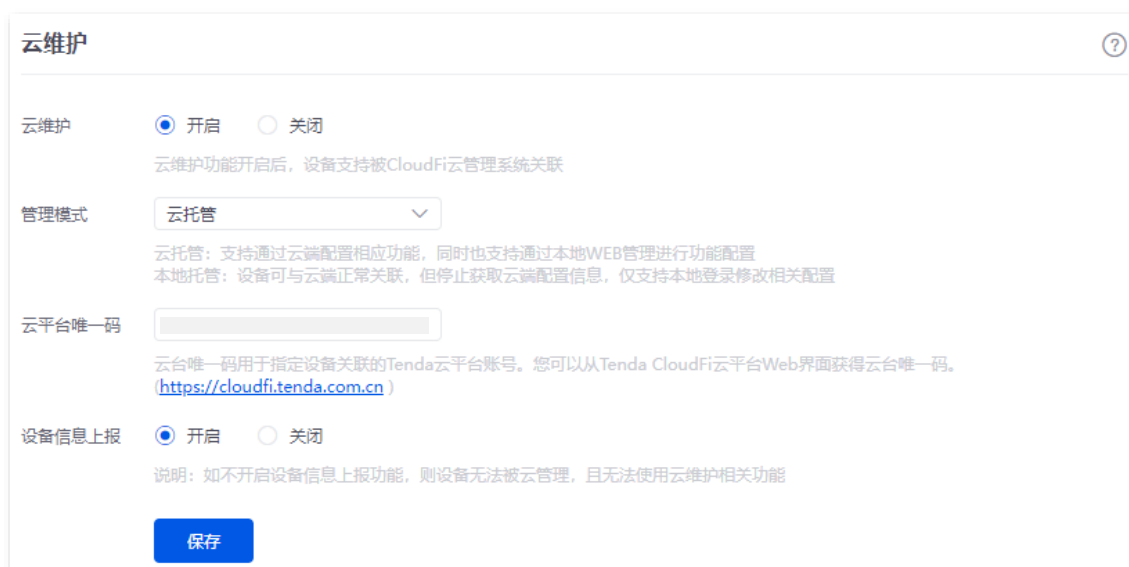 云维护
云维护 开启 关闭
云维护功能开启后，设备支持被CloudFi云管理系统关联
管理模式 云托管
云托管：支持通过云端配置相应功能，同时也支持通过本地WEB管理进行功能配置
本地托管：设备可与云端正常关联，但停止获取云端配置信息，仅支持本地登录修改相关配置
云平台唯一码
云台唯一码用于指定设备关联的Tenda云平台账号。您可以从Tenda CloudFi云平台Web界面获得云台唯一码。
(https://cloudfi.tenda.com.cn )
设备信息上报 开启 关闭
说明：如不开启设备信息上报功能，则设备无法被云管理，且无法使用云维护相关功能
保存